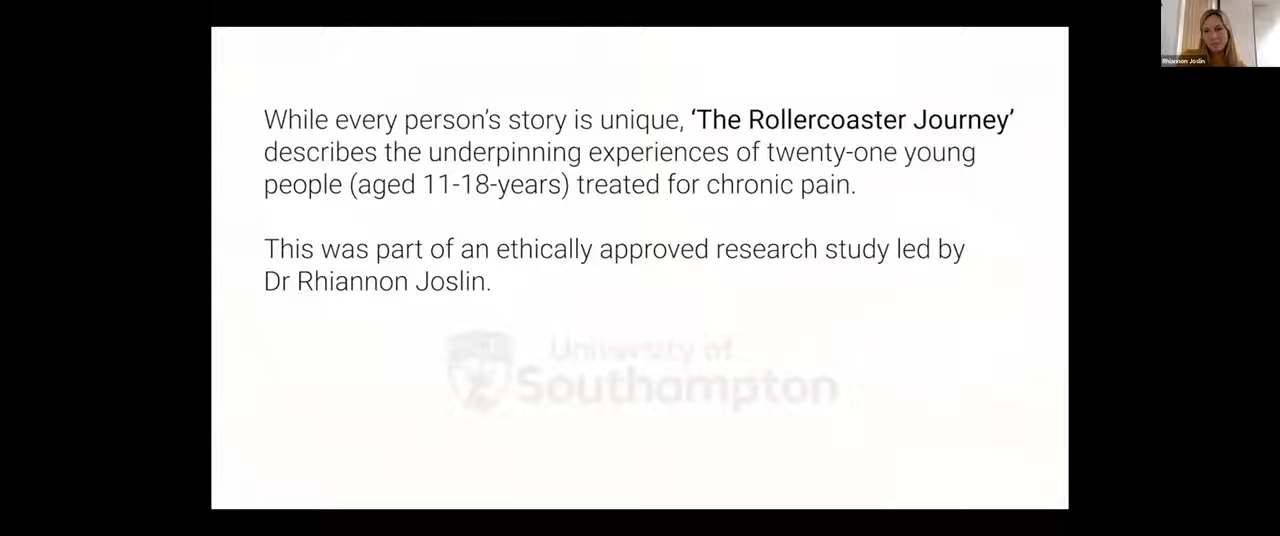 While every person's story is unique, ‘The Rollercoaster Journey’
describes the underpinning experiences of twenty-one young
people (aged 11-18-years) treated for chronic pain.
This was part of an ethically approved research study led by
Dr Rhiannon Joslin.
University of
Southampton
Rhiannon Joslin